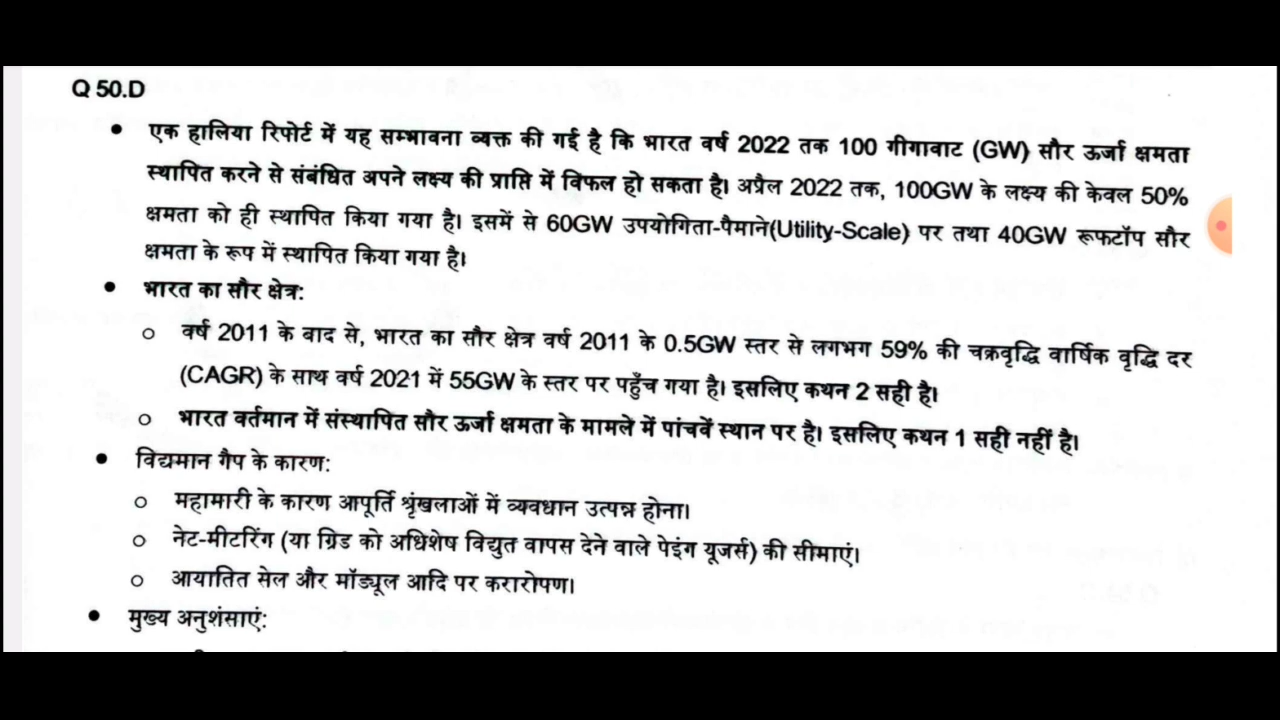 Q 50.D
• एक हालिया रिपोर्ट में यह सम्भावना व्यक्त की गई है कि भारत वर्ष 2022 तक 100 गीगावाट (GW) सौर ऊर्जा क्षमता
स्थापित करने से संबंधित अपने लक्ष्य की प्राप्ति में विफल हो सकता है। अप्रैल 2022 तक, 100GW के लक्ष्य की केवल 50%
क्षमता को ही स्थापित किया गया है। इसमें से 60GW उपयोगिता-पैमाने(Utility-Scale) पर तथा 40GW रूफटॉप सौर
क्षमता के रूप में स्थापित किया गया है।
• भारत का सौर क्षेत्र:
o वर्ष 2011 के बाद से, भारत का सौर क्षेत्र वर्ष 2011 के 0.5GW स्तर से लगभग 59% की चक्रवृद्धि वार्षिक वृद्धि दर
(CAGR) के साथ वर्ष 2021 में 55GW के स्तर पर पहुँच गया है। इसलिए कथन 2 सही है।
o भारत वर्तमान में संस्थापित सौर ऊर्जा क्षमता के मामले में पांचवें स्थान पर है। इसलिए कथन 1 सही नहीं है।
• विद्यमान गैप के कारण:
o महामारी के कारण आपूर्ति श्रृंखलाओं में व्यवधान उत्पन्न होना।
o नेट-मीटरिंग (या ग्रिड को अधिशेष विद्युत वापस देने वाले पेइंग यूजर्स) की सीमाएं।
o आयातित सेल और मॉड्यूल आदि पर करारोपण।
• मुख्य अनुशंसाएं: